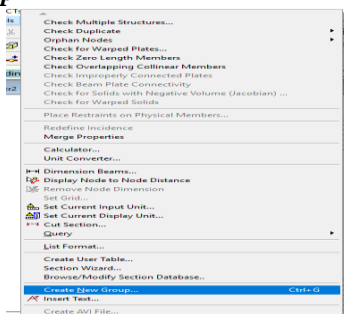 Check Multiple Structures...
Check Duplicate
Orphan Nodes
Check for Warped Plates...
Check Zero Length Members
Check Overlapping Collinear Members
Check Improperly Connected Plates
Check Beam Plate Connectivity
Check for Solids with Negative Volume (Jacobian) ...
Check for Warped Solids
Place Restraints on Physical Members...
Redefine Incidence
Merge Properties
Calculator...
Unit Converter...
Dimension Beams...
Display Node to Node Distance
Remove Node Dimension
Set Grid...
Set Current Input Unit...
Set Current Display Unit...
Cut Section...
Query
List Format...
Create User Table...
Section Wizard...
Browse/Modify Section Database..
Create New Group... Ctrl+G
Insert Text...
Create AVI File...